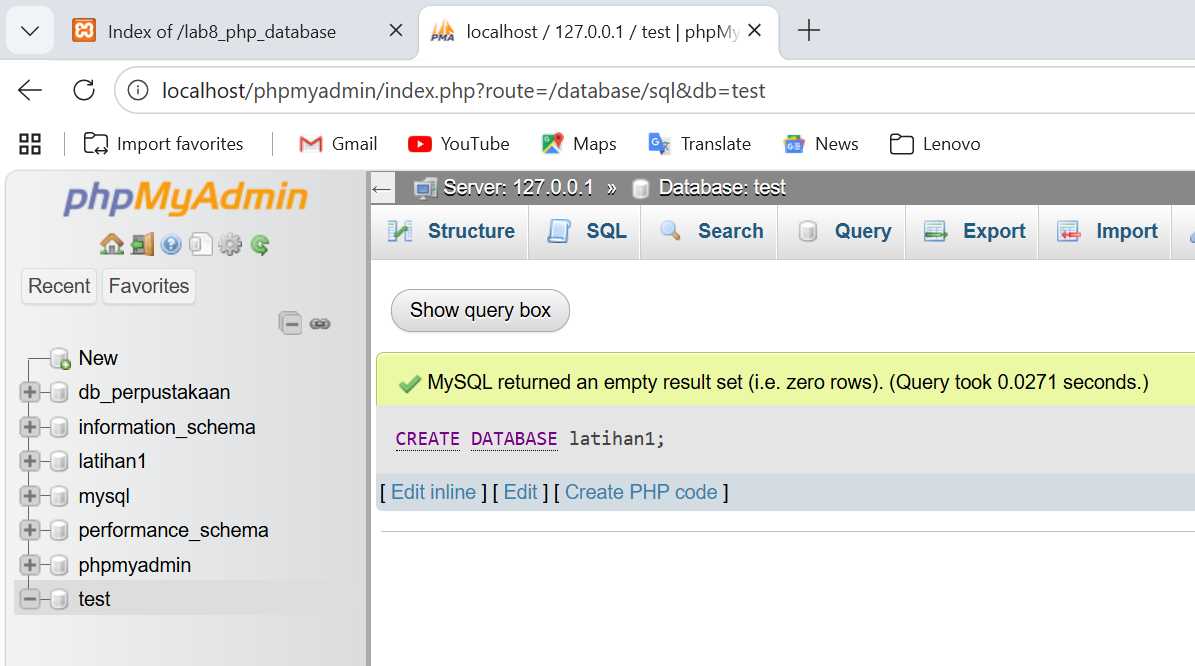 Index of /lab8_php_database
localhost / 127.0.0.1 / test | phpMy
localhost/phpmyadmin/index.php?route=/database/sql&db=test
Import favorites
Gmail
YouTube
Maps
Translate
News
Lenovo
phpMyAdmin
Recent
Favorites
New
db_perpustakaan
information_schema
latihan1
mysql
performance_schema
phpmyadmin
test
Server: 127.0.0.1 » Database: test
Structure
SQL
Search
Query
Export
Import
Show query box
MySQL returned an empty result set (i.e. zero rows). (Query took 0.0271 seconds.)
CREATE DATABASE latihan1;
[ Edit inline ] [ Edit ] [ Create PHP code ]